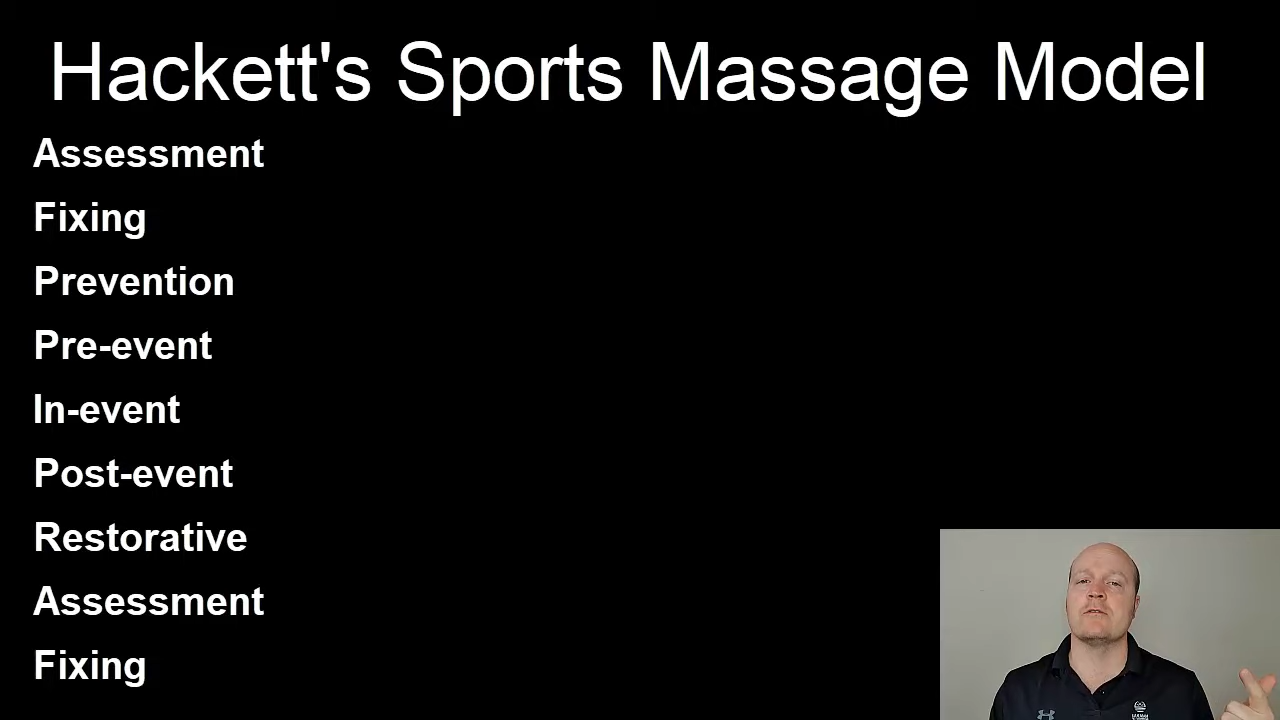 Hackett's Sports Massage Model
Assessment
Fixing
Prevention
Pre-event
In-event
Post-event
Restorative
Assessment
Fixing